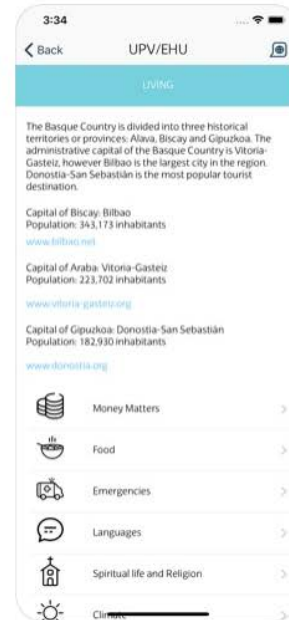 3:34
Back
UPV/EHU
LIVING
The Basque Country is divided into three historical
territories or provinces: Alava, Biscay and Gipuzkoa. The
administrative capital of the Basque Country is Vitoria-
Gasteiz, however Bilbao is the largest city in the region.
Donostia-San Sebastián is the most popular tourist
destination.
Capital of Biscay: Bilbao
Population: 343,173 inhabitants
www.bilbao.net
Capital of Araba: Vitoria-Gasteiz
Population: 223,702 inhabitants
www.vitoria-gasteiz.org
Capital of Gipuzkoa: Donostia-San Sebastián
Population: 182,930 inhabitants
www.donostia.org
Money Matters
Food
Emergencies
Languages
Spiritual life and Religion
Climate